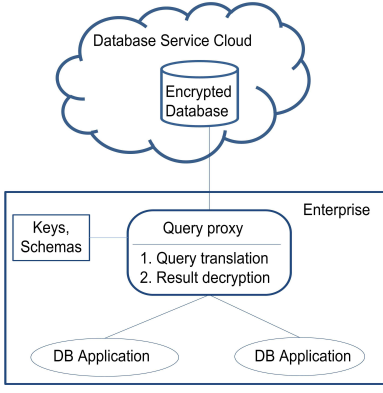 Database Service Cloud
Encrypted
Database
Enterprise
Keys,
Schemas
Query proxy
1. Query translation
2. Result decryption
DB Application
DB Application